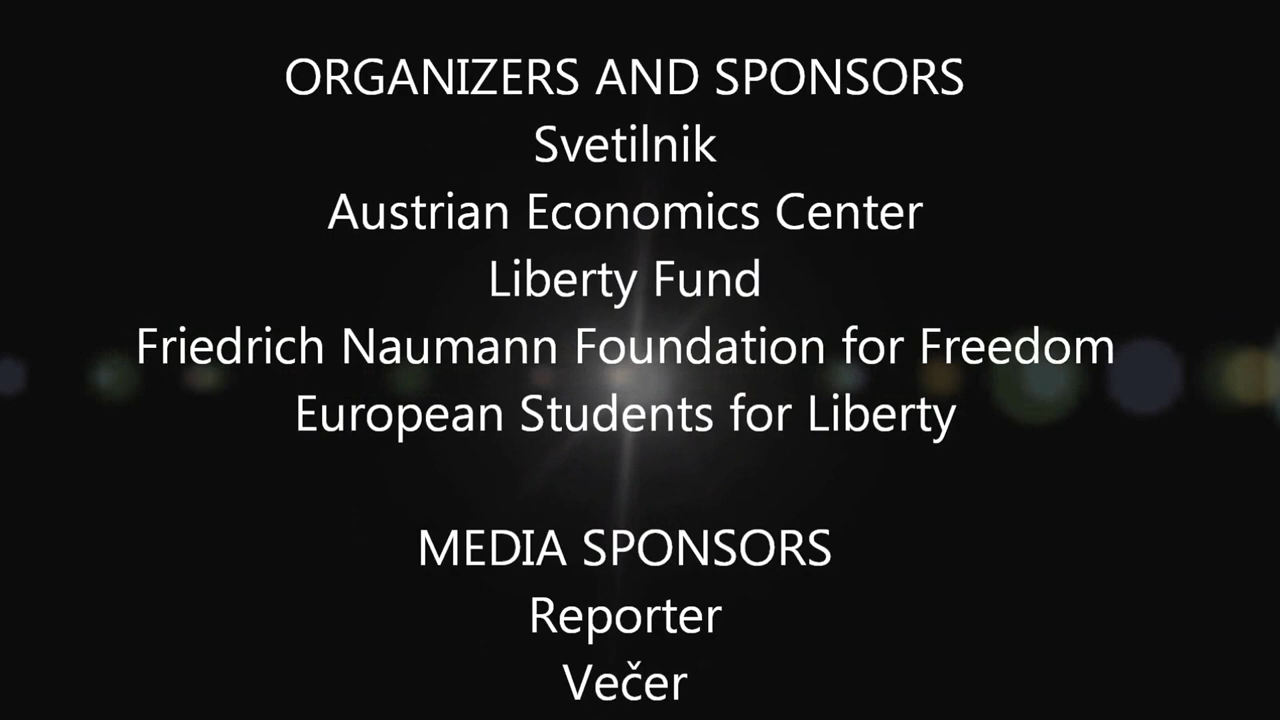 ORGANIZERS AND SPONSORS
Svetilnik
Austrian Economics Center
Liberty Fund
Friedrich Naumann Foundation for Freedom
European Students for Liberty
MEDIA SPONSORS
Reporter
Večer